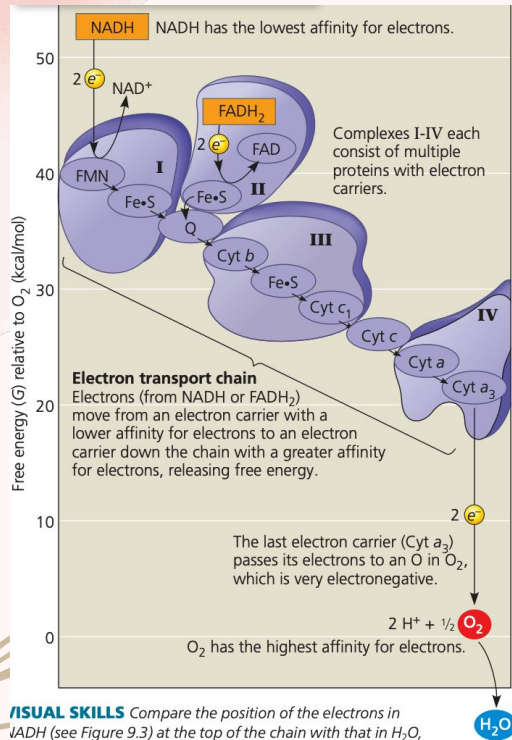 NADH
NADH has the lowest affinity for electrons.
50
2 e⁻
NAD⁺
FADH₂
2 e⁻
FAD
Complexes I-IV each
consist of multiple
proteins with electron
carriers.
I
40
FMN
Fe•S
Fe•S
II
Q
III
Cyt b
30
Fe•S
Cyt c₁
IV
Cyt c
Cyt a
Cyt a₃
Free energy (G) relative to O₂ (kcal/mol)
Electron transport chain
Electrons (from NADH or FADH₂)
move from an electron carrier with a
lower affinity for electrons to an electron
carrier down the chain with a greater affinity
for electrons, releasing free energy.
20
10
2 e⁻
The last electron carrier (Cyt a₃)
passes its electrons to an O in O₂,
which is very electronegative.
2 H⁺ + ½ O₂
0
O₂ has the highest affinity for electrons.
H₂O
VISUAL SKILLS Compare the position of the electrons in
NADH (see Figure 9.3) at the top of the chain with that in H₂O,